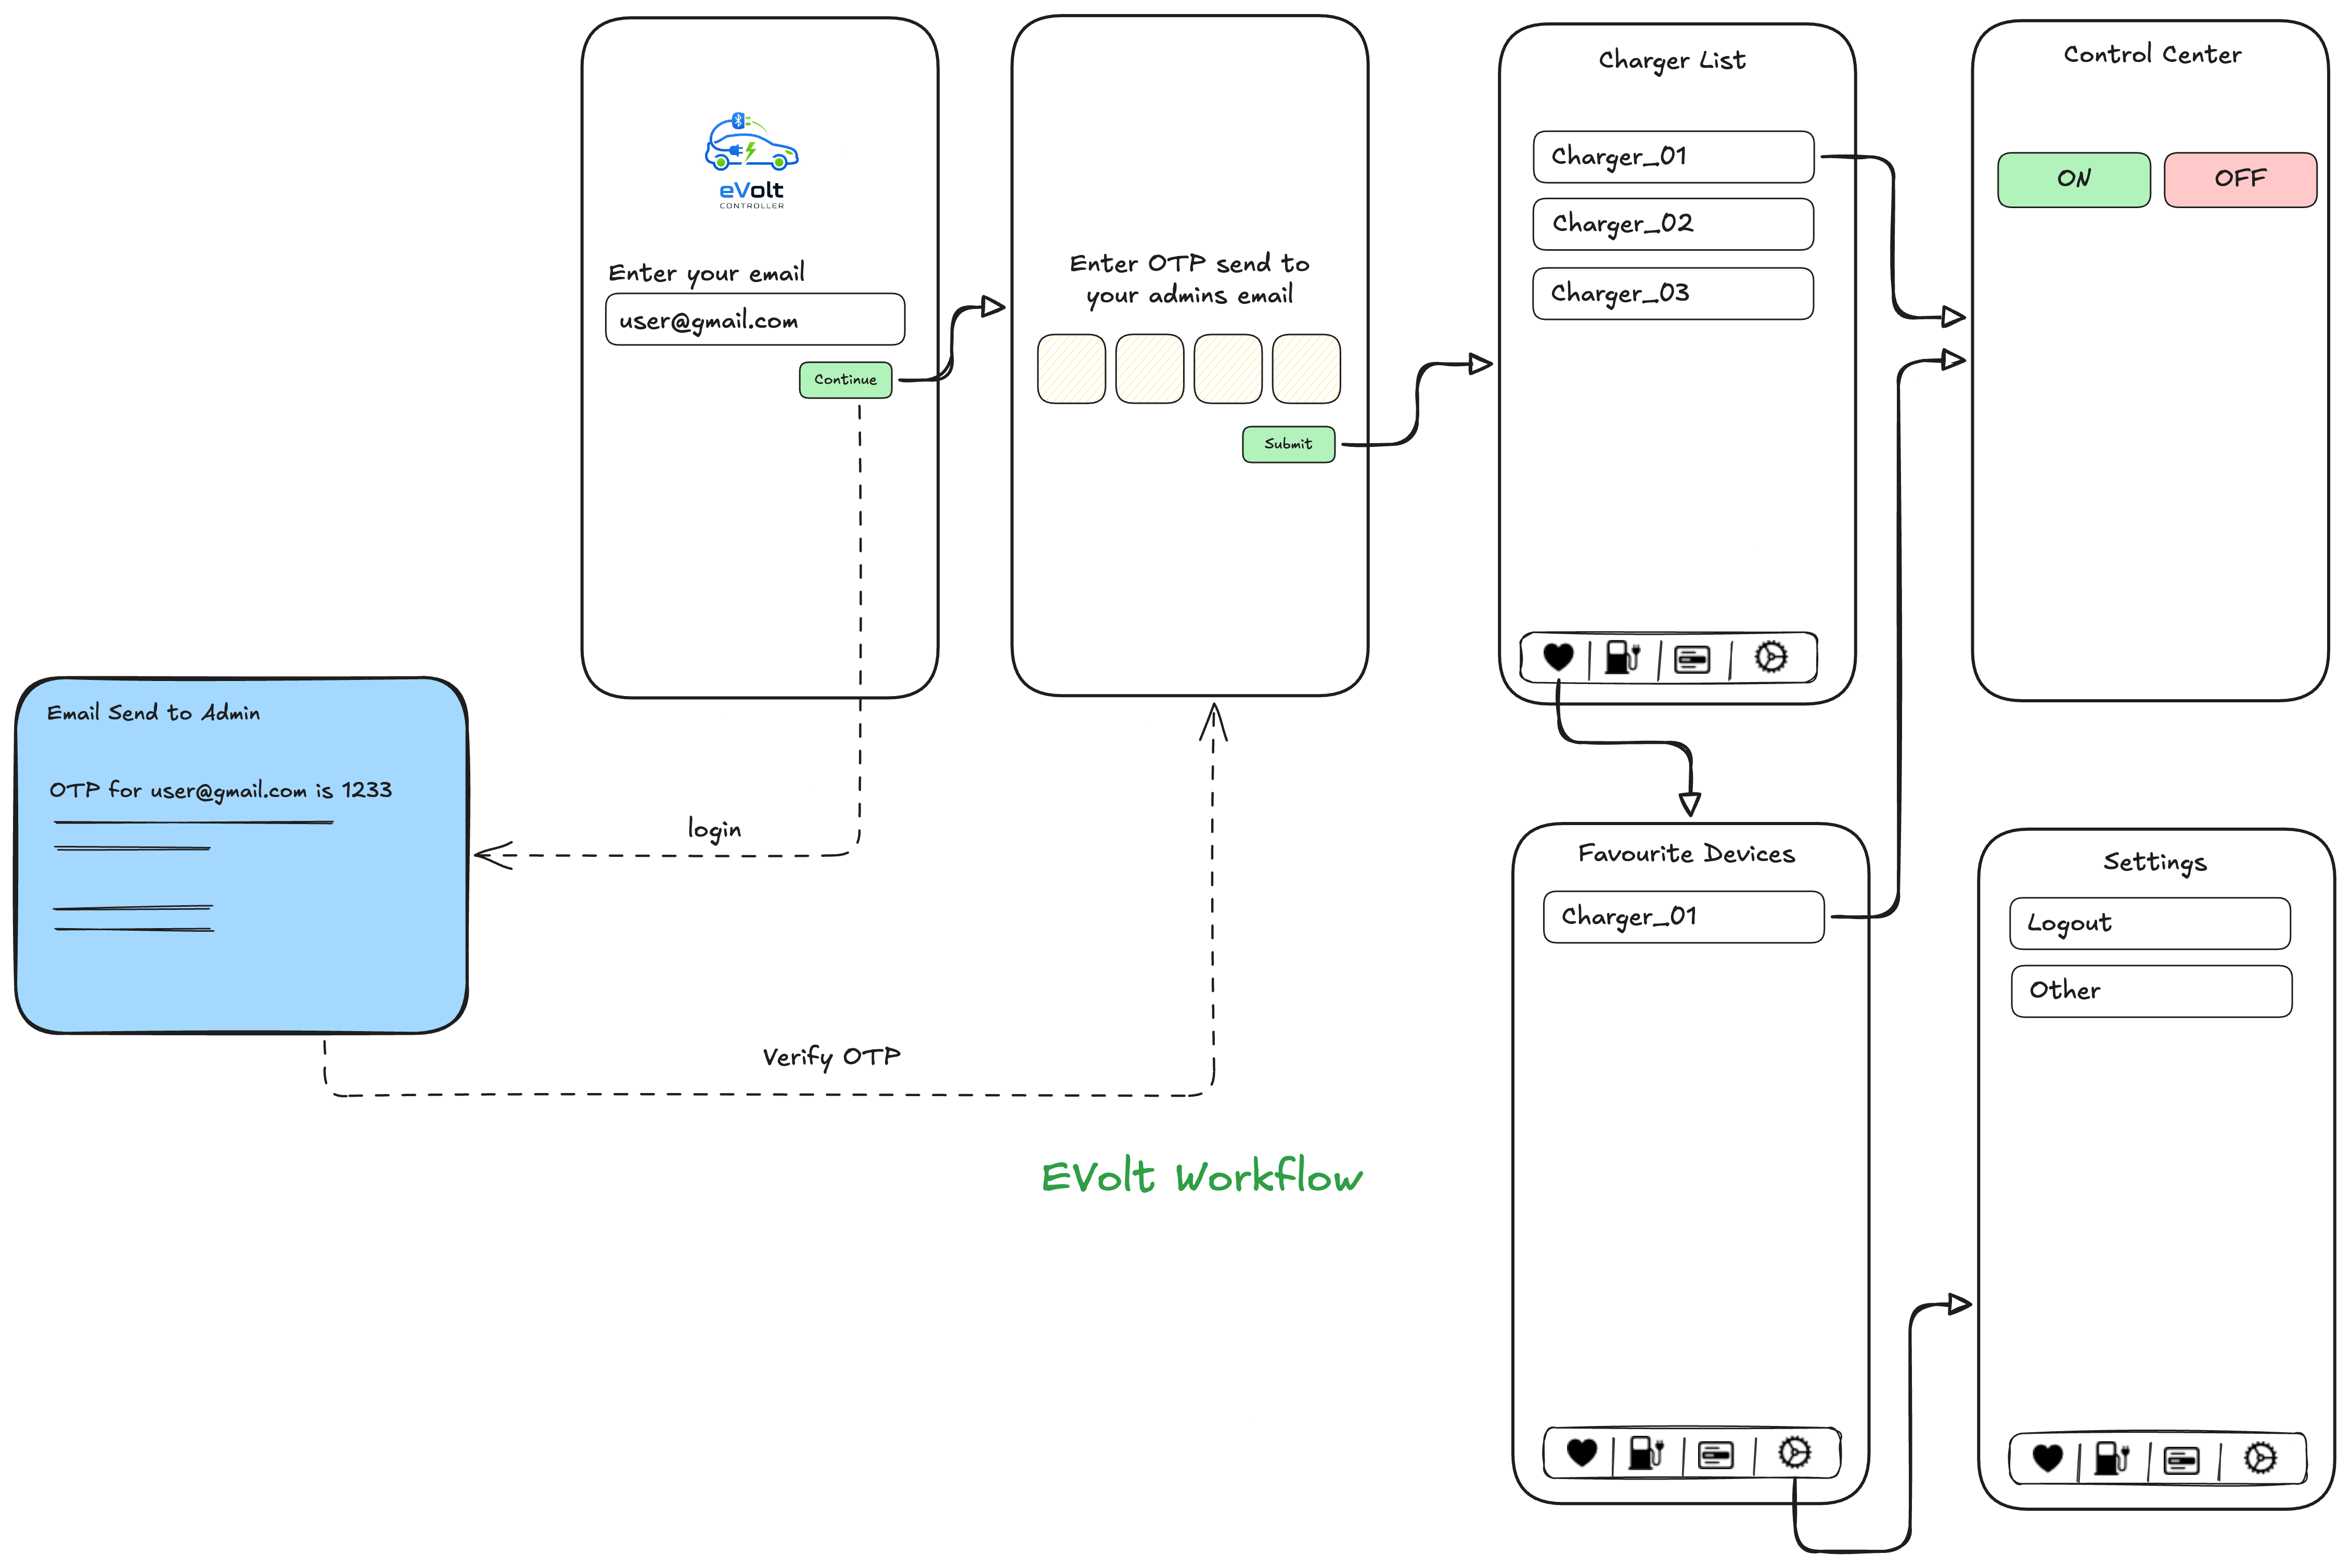 eVolt
CONTROLLER
Enter your email
user@gmail.com
Continue
Enter OTP send to
your admins email
Submit
Charger List
Charger_01
Charger_02
Charger_03
Control Center
ON
OFF
Email Send to Admin
OTP for user@gmail.com is 1233
login
Verify OTP
Favourite Devices
Charger_01
Settings
Logout
Other
EVolt Workflow